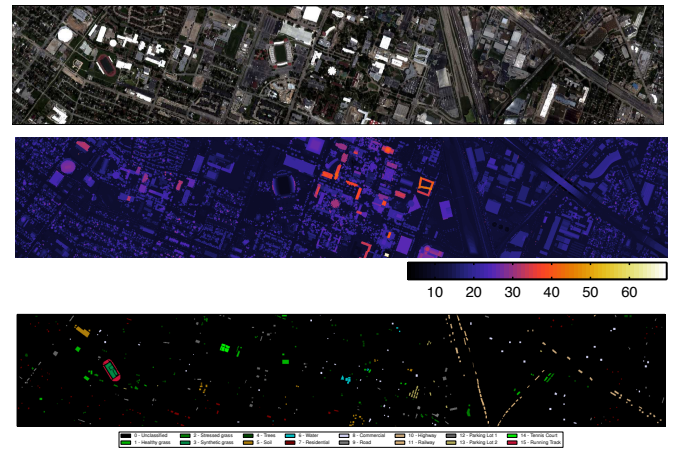 10 20 30 40 50 60
0 - Unclassified 2 - Stressed grass 4 - Trees 6 - Water 8 - Commercial 10 - Highway 12 - Parking Lot 1 14 - Tennis Court
1 - Healthy grass 3 - Synthetic grass 5 - Soil 7 - Residential 9 - Road 11 - Railway 13 - Parking Lot 2 15 - Running Track